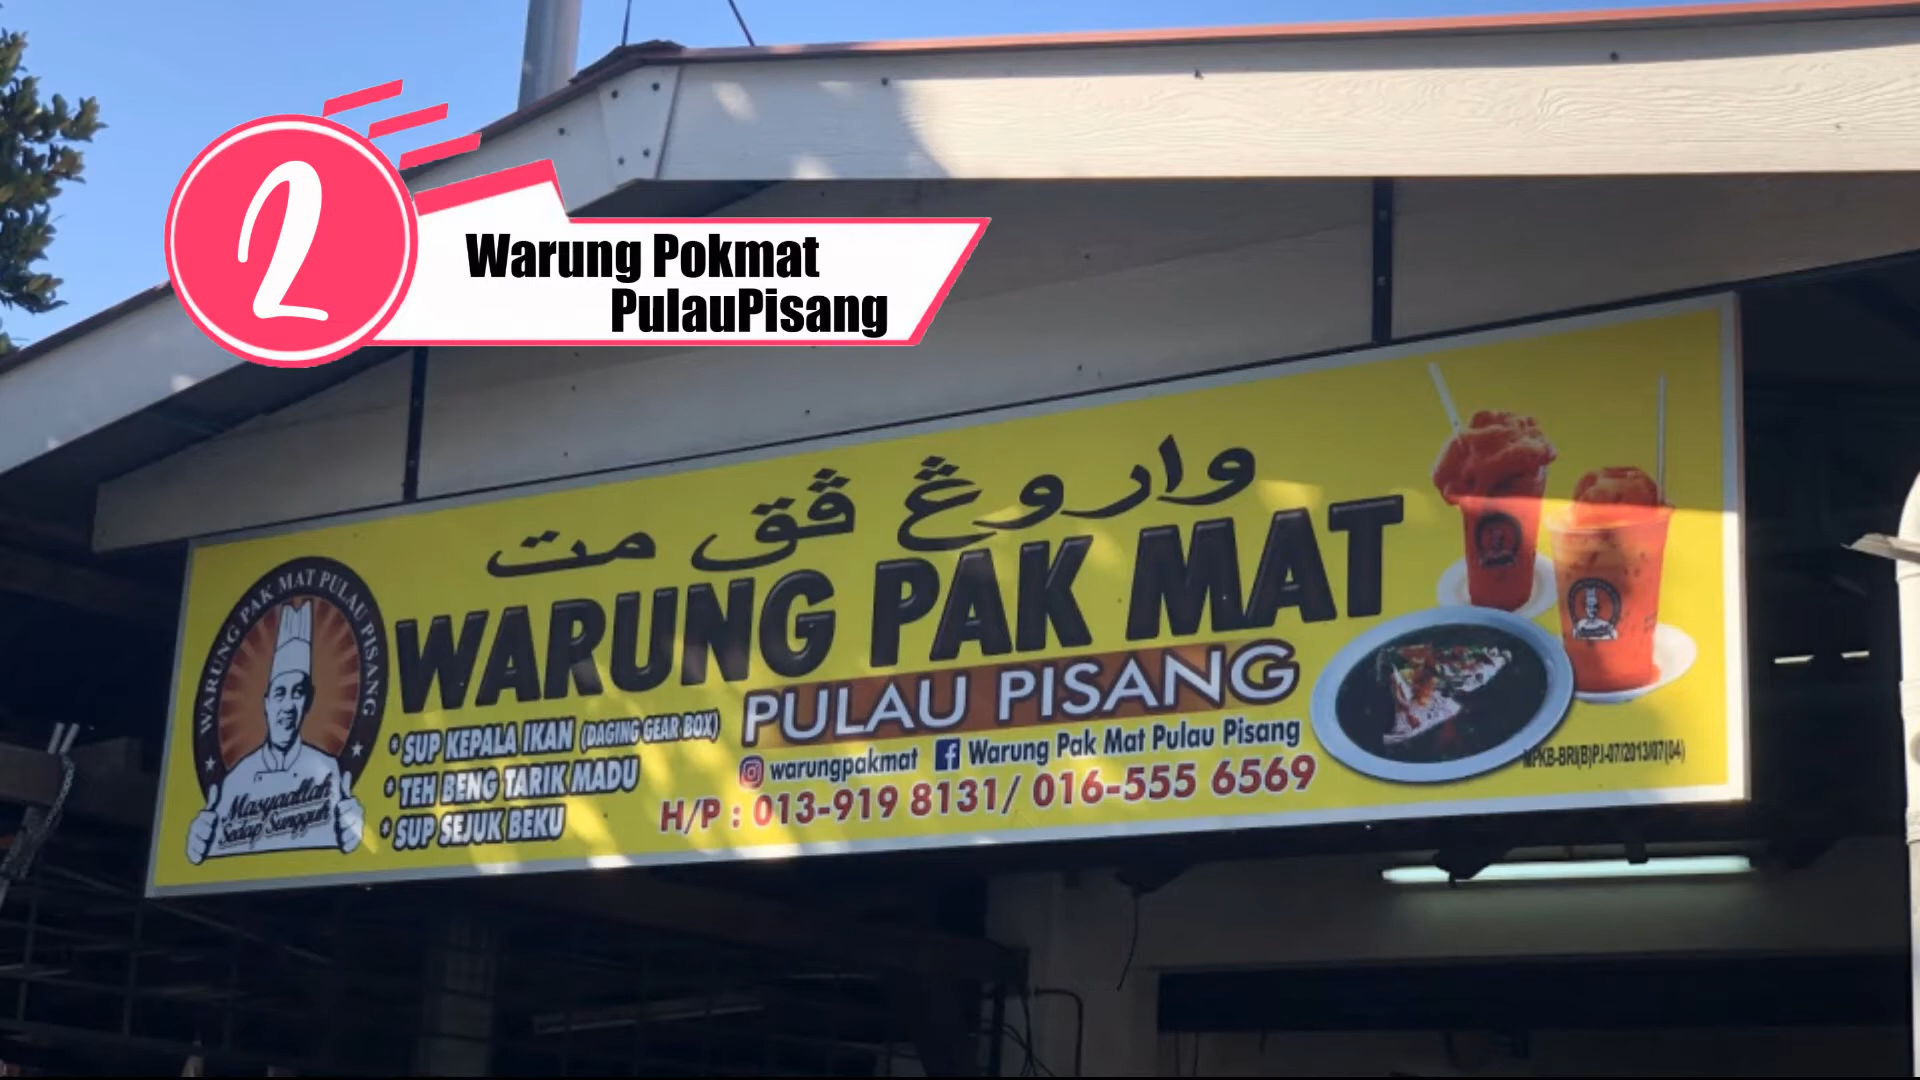 2
Warung Pokmat
PulauPisang
واروڠ ڤق مت
WARUNG PAK MAT
PULAU PISANG
WARUNG PAK MAT PULAU PISANG
Masyaallah
Sedap Sungguh
* SUP KEPALA IKAN (DAGING GEAR BOX)
* TEH BENG TARIK MADU
* SUP SEJUK BEKU
warungpakmat f Warung Pak Mat Pulau Pisang
H/P : 013-919 8131/ 016-555 6569
MPKB-BRI(B)PJ-07/2013/07(04)